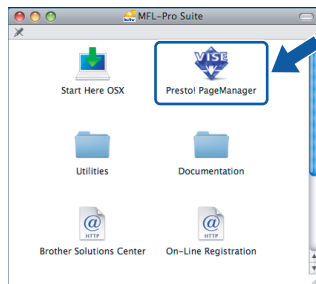 MFL-Pro Suite
VISE
Start Here OSX
Presto! PageManager
Utilities
Documentation
@
HTTP
@
HTTP
Brother Solutions Center
On-Line Registration